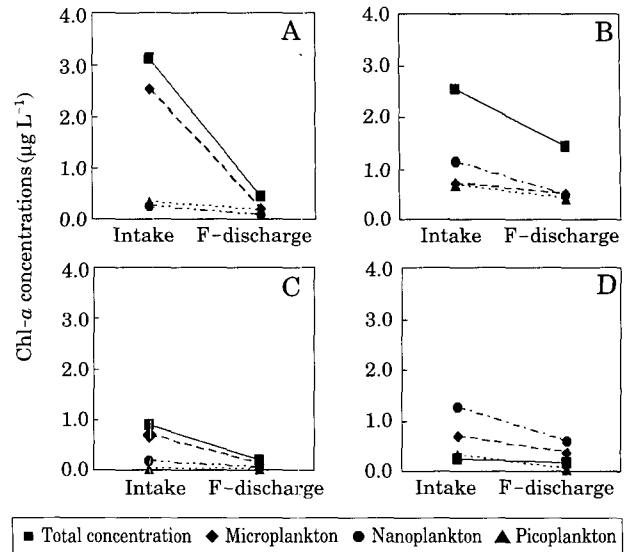 Chl-a concentrations (µg L⁻¹)
A
4.0
3.0
2.0
1.0
0.0
Intake F-discharge
B
4.0
3.0
2.0
1.0
0.0
Intake F-discharge
C
4.0
3.0
2.0
1.0
0.0
Intake F-discharge
D
4.0
3.0
2.0
1.0
0.0
Intake F-discharge
■ Total concentration ◆ Microplankton ● Nanoplankton ▲ Picoplankton